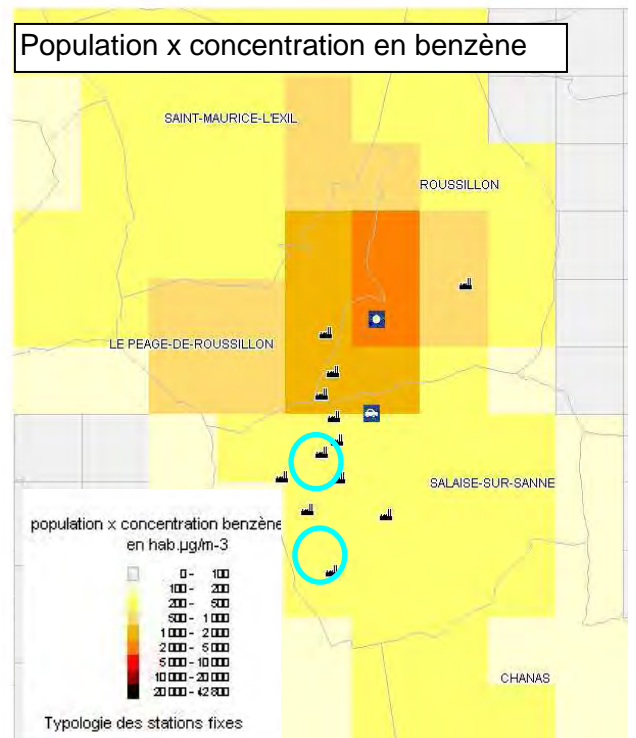 Population x concentration en benzène
SAINT-MAURICE-L'EXIL
ROUSSILLON
LE PEAGE-DE-ROUSSILLON
SALAISE-SUR-SANNE
population x concentration benzène
en hab.µg/m-3
0 - 100
100 - 200
200 - 500
500 - 1 000
1 000 - 2 000
2 000 - 5 000
5 000 - 10 000
10 000 - 20 000
20 000 - 42 800
CHANAS
Typologie des stations fixes